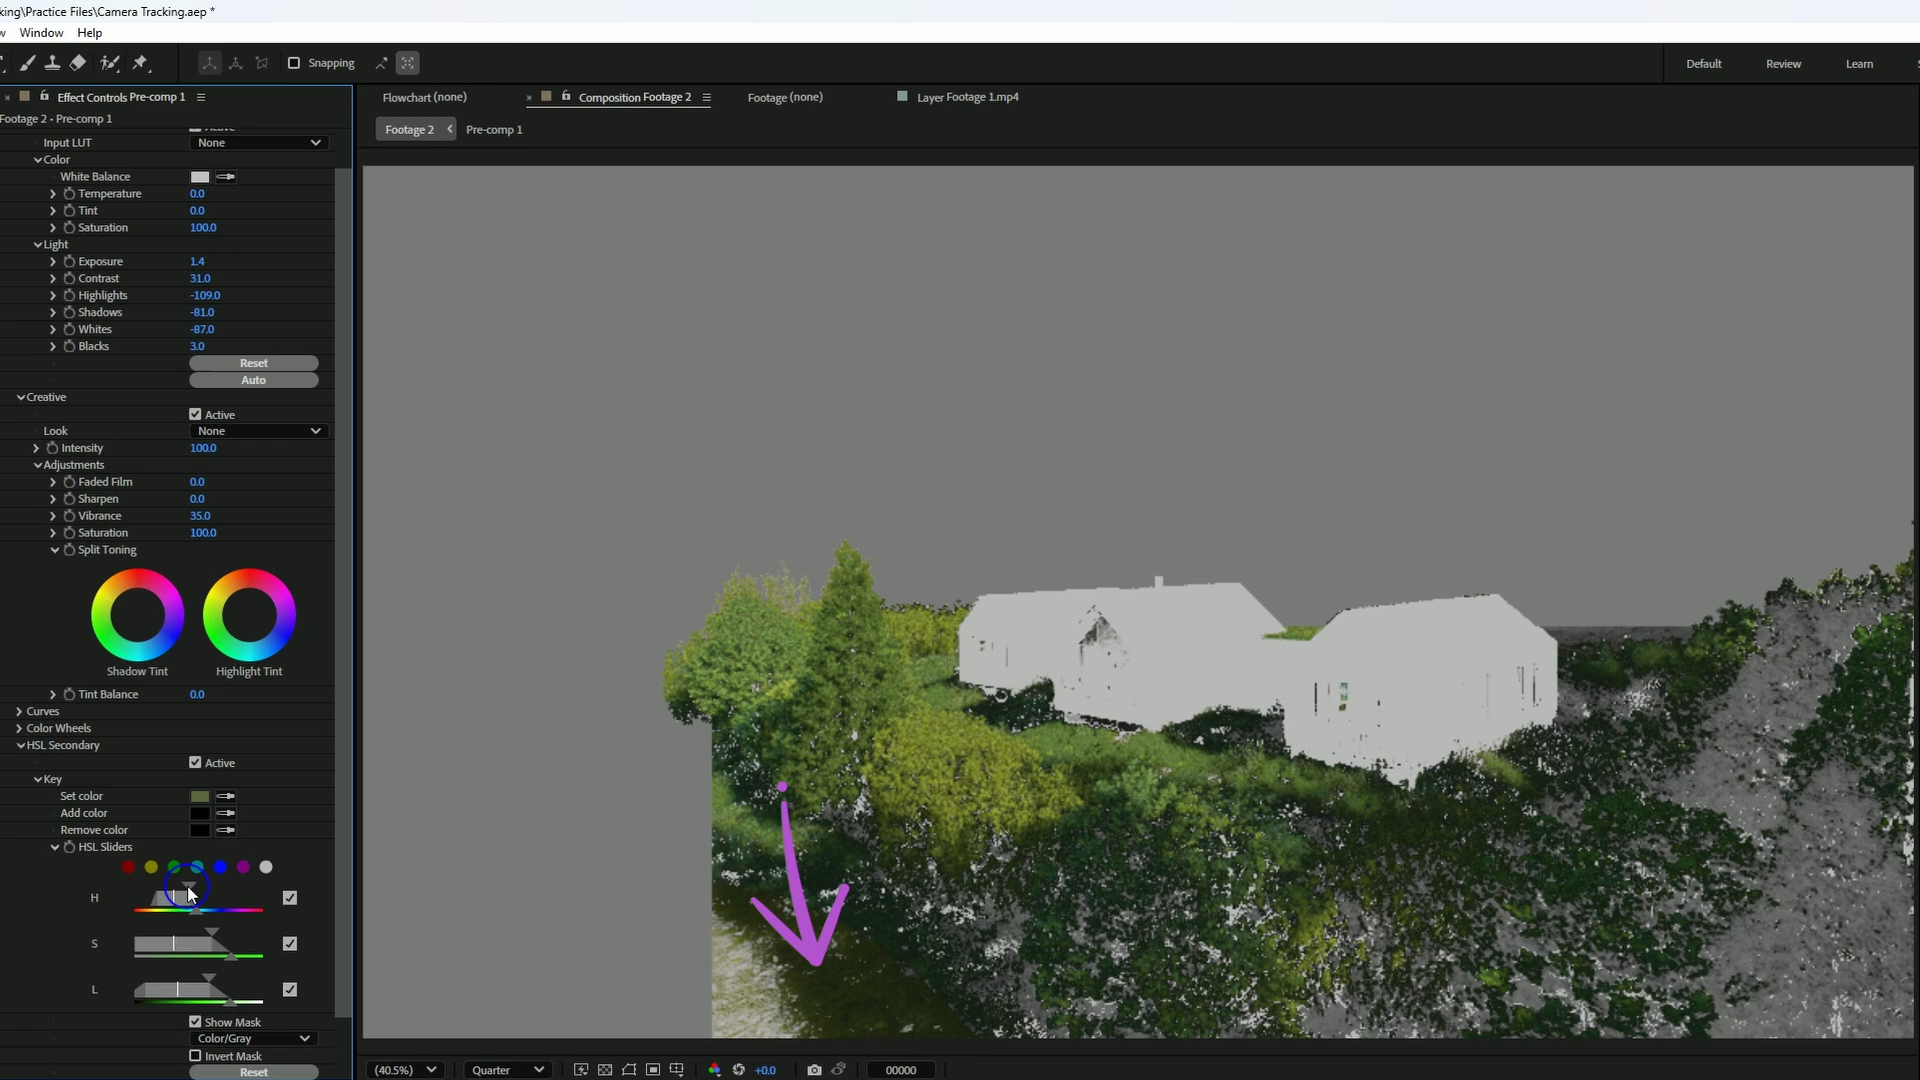 king\Practice Files\Camera Tracking.aep *
w Window Help
Snapping
Default Review Learn
Effect Controls Pre-comp 1
Flowchart (none)
Composition Footage 2
Footage (none)
Layer Footage 1.mp4
Footage 2 • Pre-comp 1
Footage 2 Pre-comp 1
Active
Input LUT None
Color
White Balance
Temperature 0.0
Tint 0.0
Saturation 100.0
Light
Exposure 1.4
Contrast 31.0
Highlights -109.0
Shadows -81.0
Whites -87.0
Blacks 3.0
Reset
Auto
Creative
Active
Look None
Intensity 100.0
Adjustments
Faded Film 0.0
Sharpen 0.0
Vibrance 35.0
Saturation 100.0
Split Toning
Shadow Tint Highlight Tint
Tint Balance 0.0
Curves
Color Wheels
HSL Secondary
Active
Key
Set color
Add color
Remove color
HSL Sliders
H
S
L
Show Mask
Color/Gray
Invert Mask
Reset
(40.5%) Quarter +0.0 00000